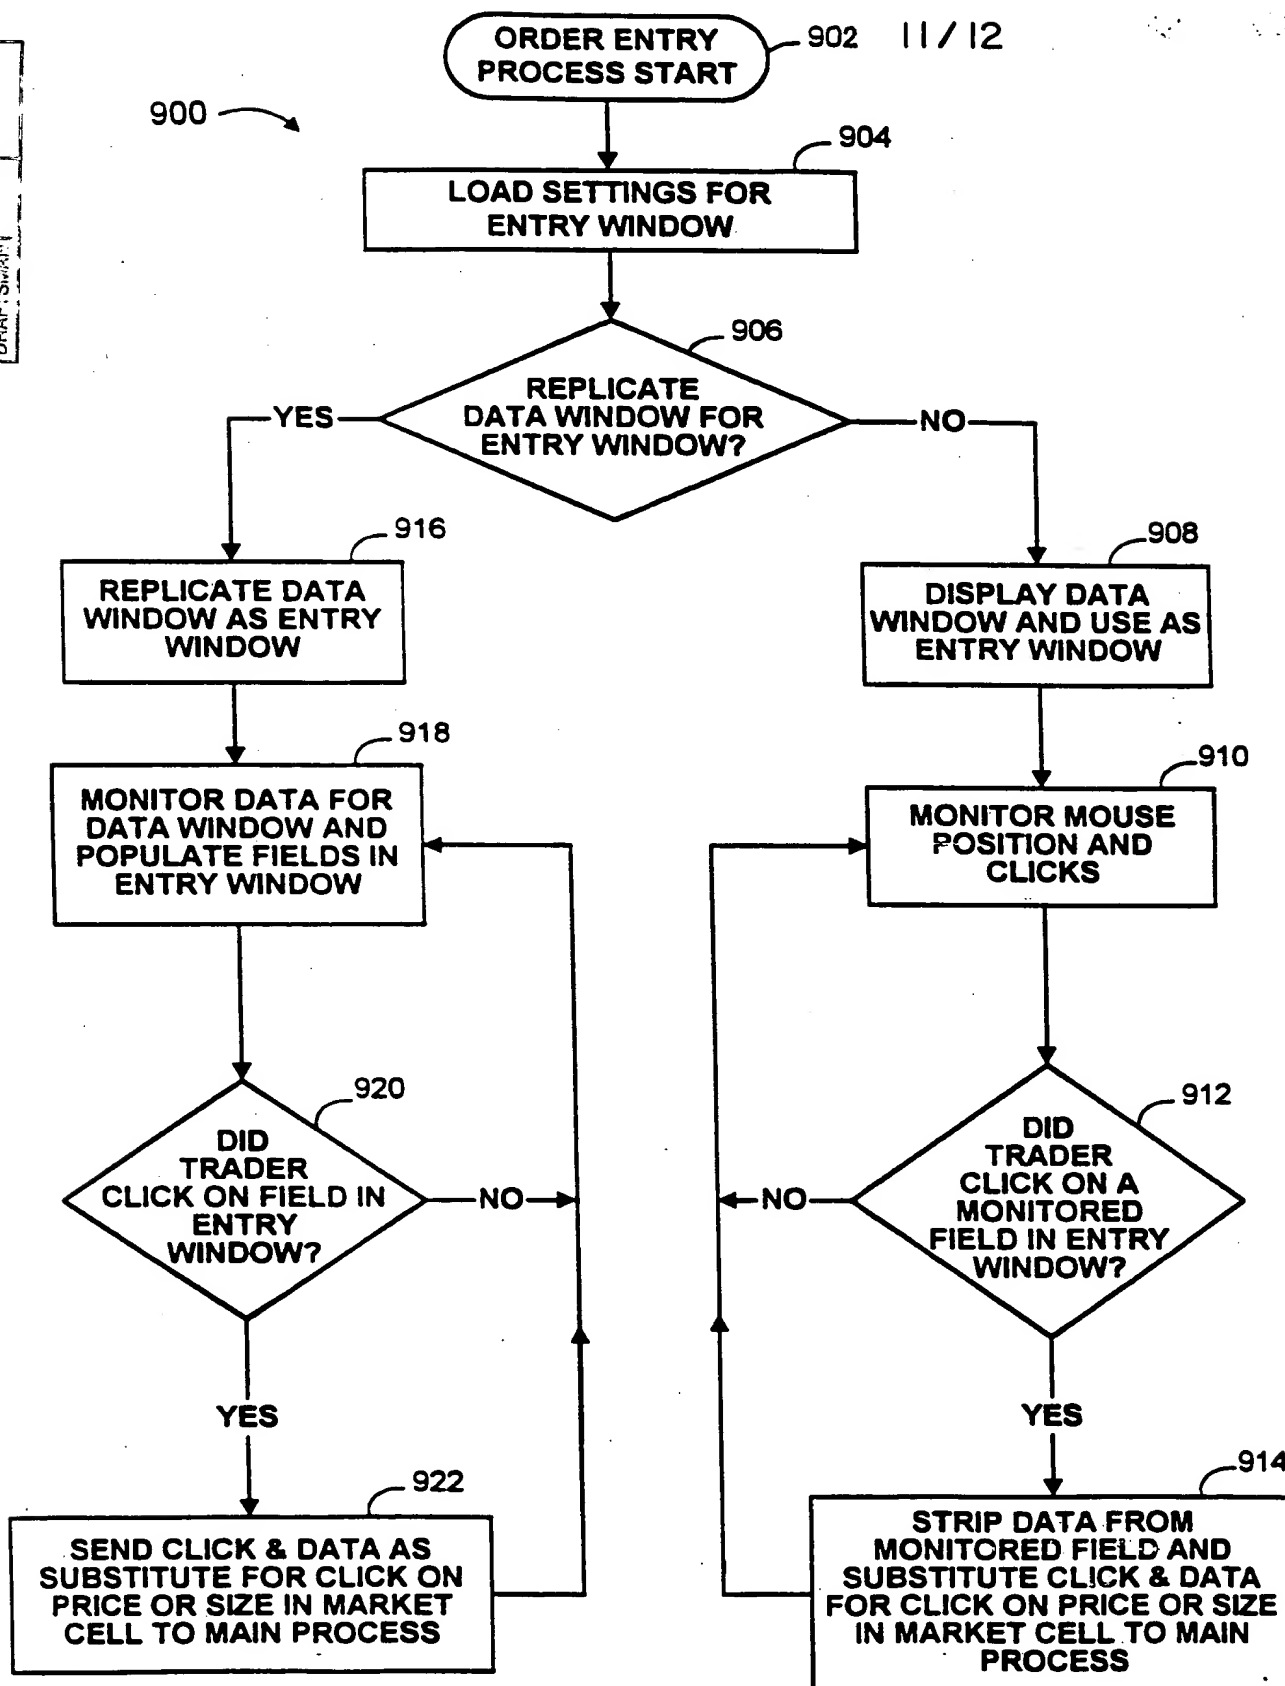 ORDER ENTRY
PROCESS START
902
11/12
900
904
LOAD SETTINGS FOR
ENTRY WINDOW
906
REPLICATE
DATA WINDOW FOR
ENTRY WINDOW?
YES
NO
916
REPLICATE DATA
WINDOW AS ENTRY
WINDOW
908
DISPLAY DATA
WINDOW AND USE AS
ENTRY WINDOW
918
MONITOR DATA FOR
DATA WINDOW AND
POPULATE FIELDS IN
ENTRY WINDOW
910
MONITOR MOUSE
POSITION AND
CLICKS
920
DID
TRADER
CLICK ON FIELD IN
ENTRY
WINDOW?
NO
912
DID
TRADER
CLICK ON A
MONITORED
FIELD IN ENTRY
WINDOW?
NO
YES
YES
922
SEND CLICK & DATA AS
SUBSTITUTE FOR CLICK ON
PRICE OR SIZE IN MARKET
CELL TO MAIN PROCESS
914
STRIP DATA FROM
MONITORED FIELD AND
SUBSTITUTE CLICK & DATA
FOR CLICK ON PRICE OR SIZE
IN MARKET CELL TO MAIN
PROCESS